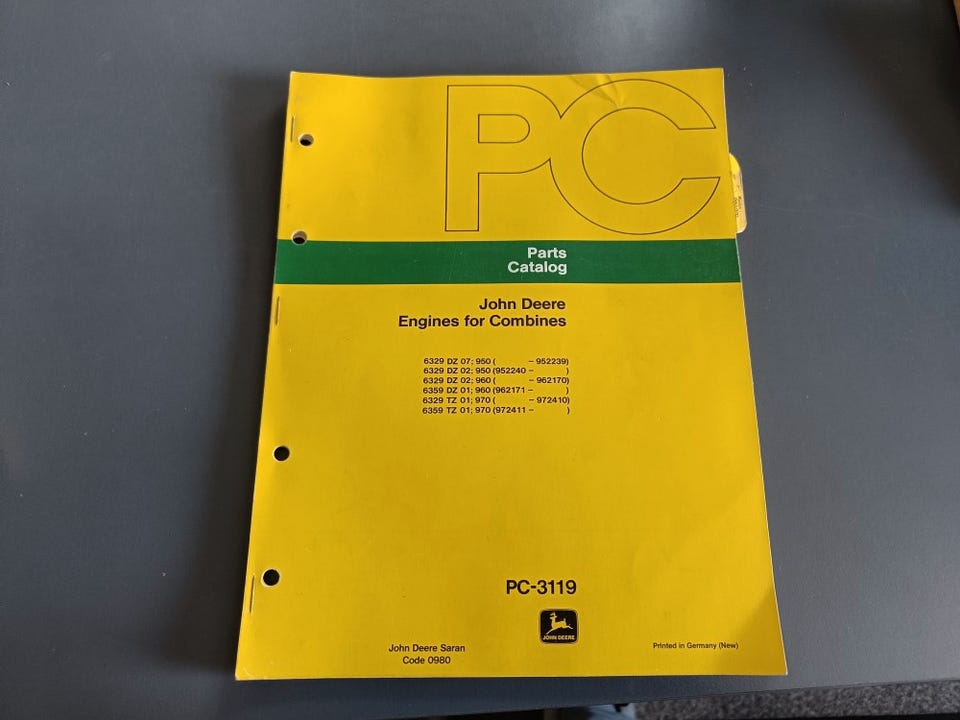 PC
Parts
Catalog
John Deere
Engines for Combines
6329 DZ 07; 950 (          – 952239)
6329 DZ 02; 950 (952240 –          )
6329 DZ 02; 960 (          – 962170)
6359 DZ 01; 960 (962171 –          )
6329 TZ 01; 970 (          – 972410)
6359 TZ 01; 970 (972411 –          )
PC-3119
JOHN DEERE
John Deere Saran
Code 0980
Printed in Germany (New)